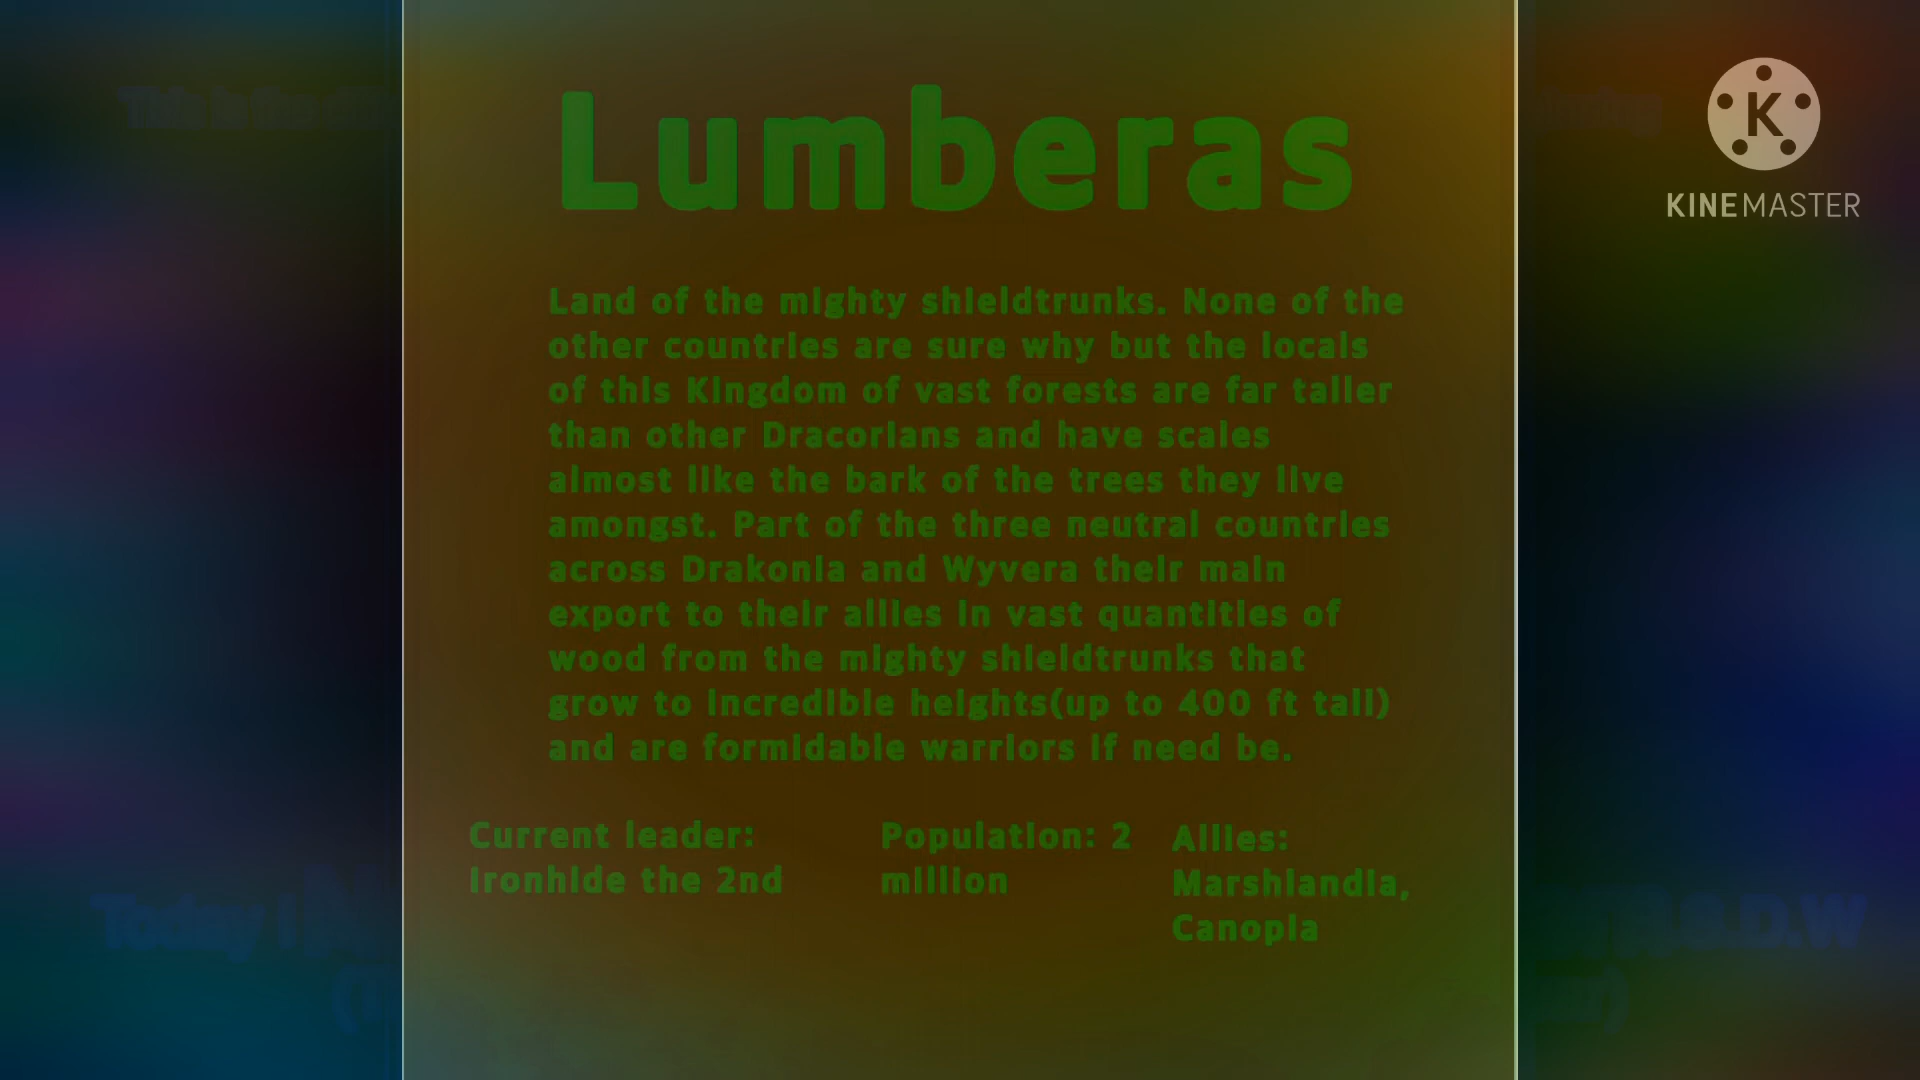 Lumberas
KINEMASTER
Land of the mighty shieldtrunks. None of the
other countries are sure why but the locals
of this Kingdom of vast forests are far taller
than other Dracorians and have scales
almost like the bark of the trees they live
amongst. Part of the three neutral countries
across Drakonia and Wyvera their main
export to their allies in vast quantities of
wood from the mighty shieldtrunks that
grow to incredible heights(up to 400 ft tall)
and are formidable warriors if need be.
Current leader:
Ironhide the 2nd
Population: 2
million
Allies:
Marshlandia,
Canopia
This is the
Today I